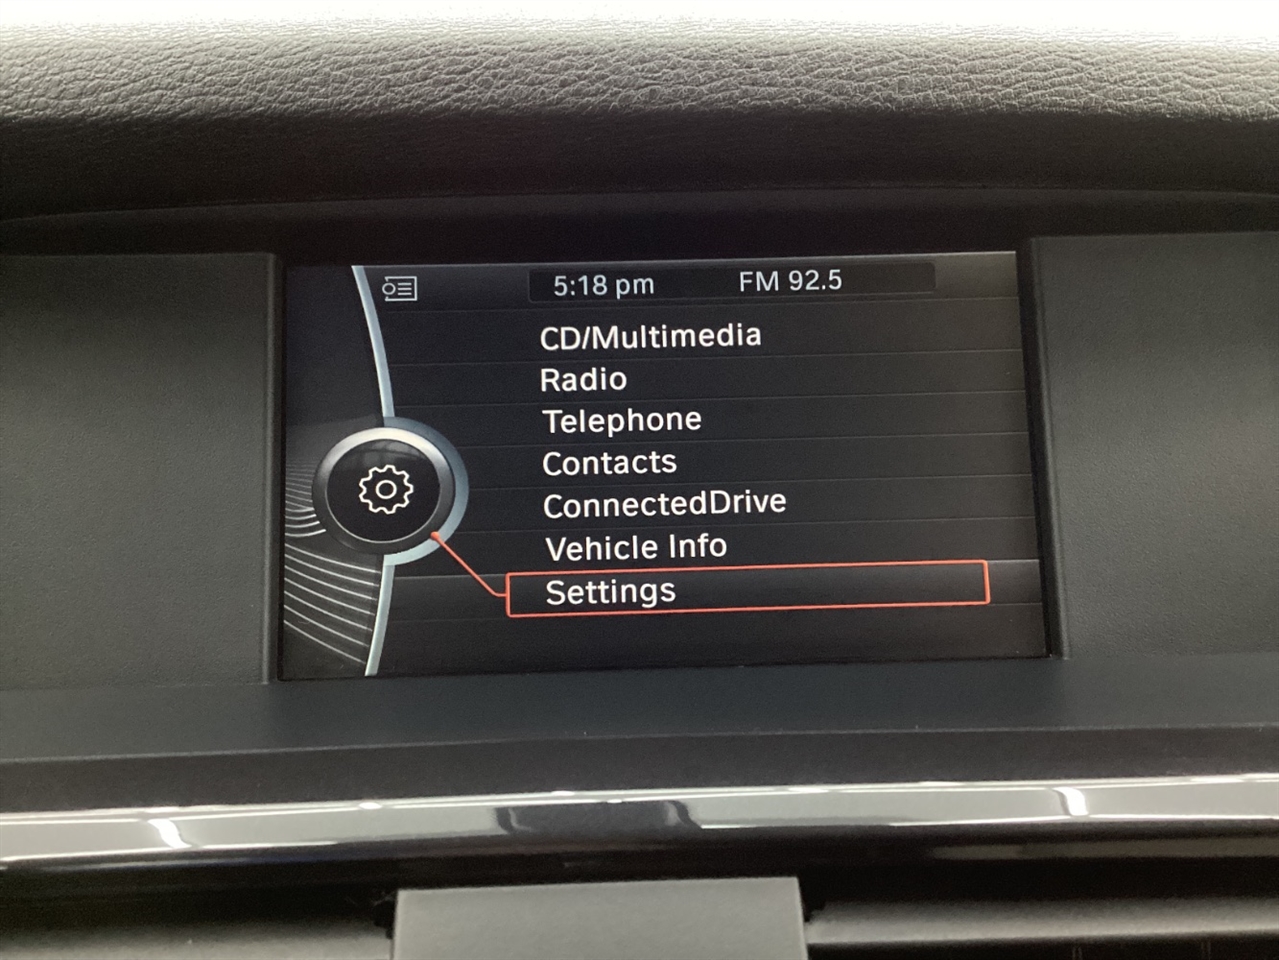 5:18 pm FM 92.5
CD/Multimedia
Radio
Telephone
Contacts
ConnectedDrive
Vehicle Info
Settings